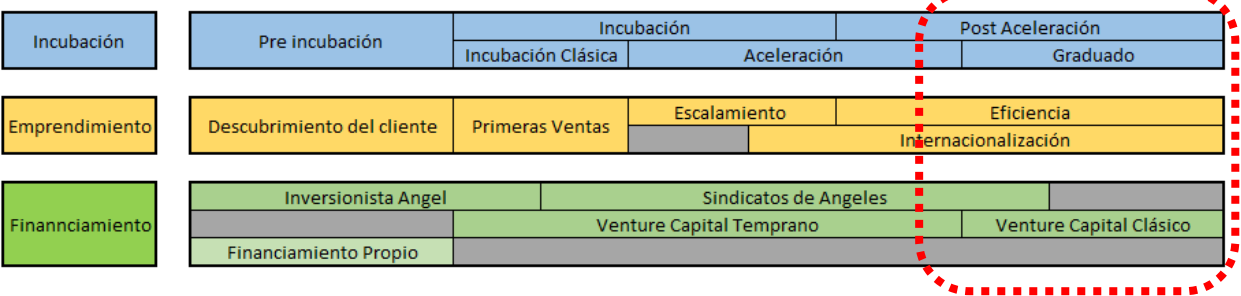 Incubación
Pre incubación
Incubación
Post Aceleración
Incubación Clásica
Aceleración
Graduado
Emprendimiento
Descubrimiento del cliente
Primeras Ventas
Escalamiento
Eficiencia
Internacionalización
Finannciamiento
Inversionista Angel
Sindicatos de Angeles
Venture Capital Temprano
Venture Capital Clásico
Financiamiento Propio